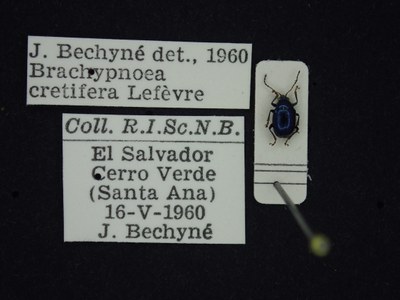 J. Bechyné det., 1960
Brachypnoea
cretifera Lefèvre
Coll. R.I.Sc.N.B.
El Salvador
Cerro Verde
(Santa Ana)
16-V-1960
J. Bechyné